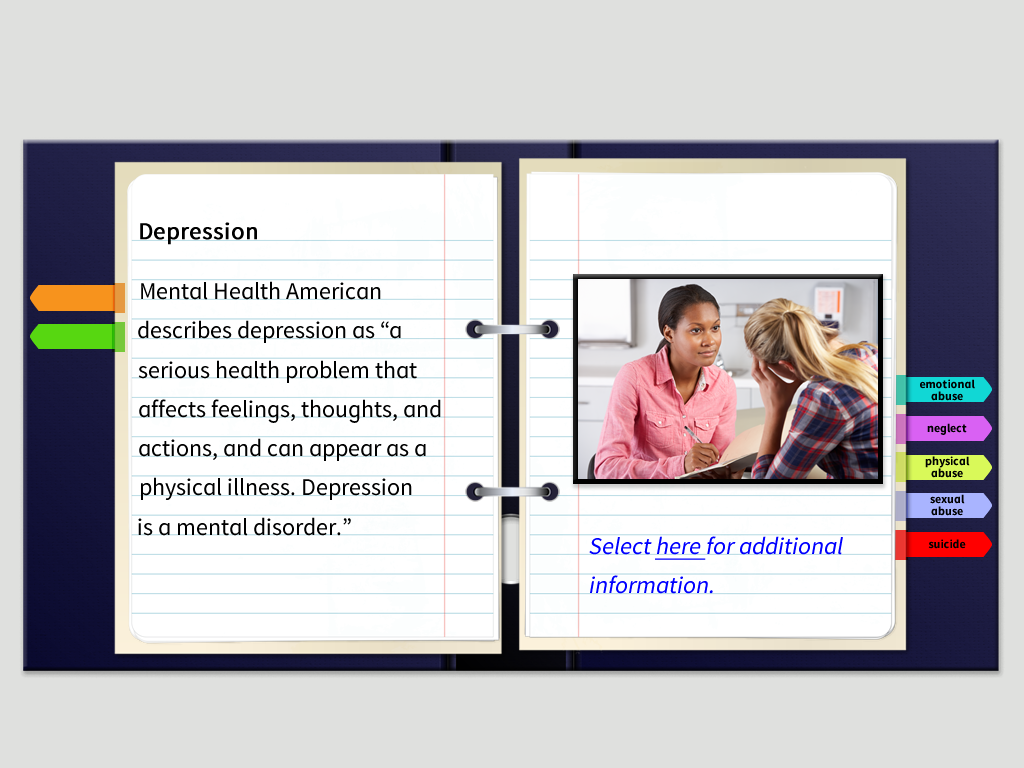 Depression
Mental Health American
describes depression as “a
serious health problem that
affects feelings, thoughts, and
actions, and can appear as a
physical illness. Depression
is a mental disorder.”
Select here for additional
information.
emotional
abuse
neglect
physical
abuse
sexual
abuse
suicide